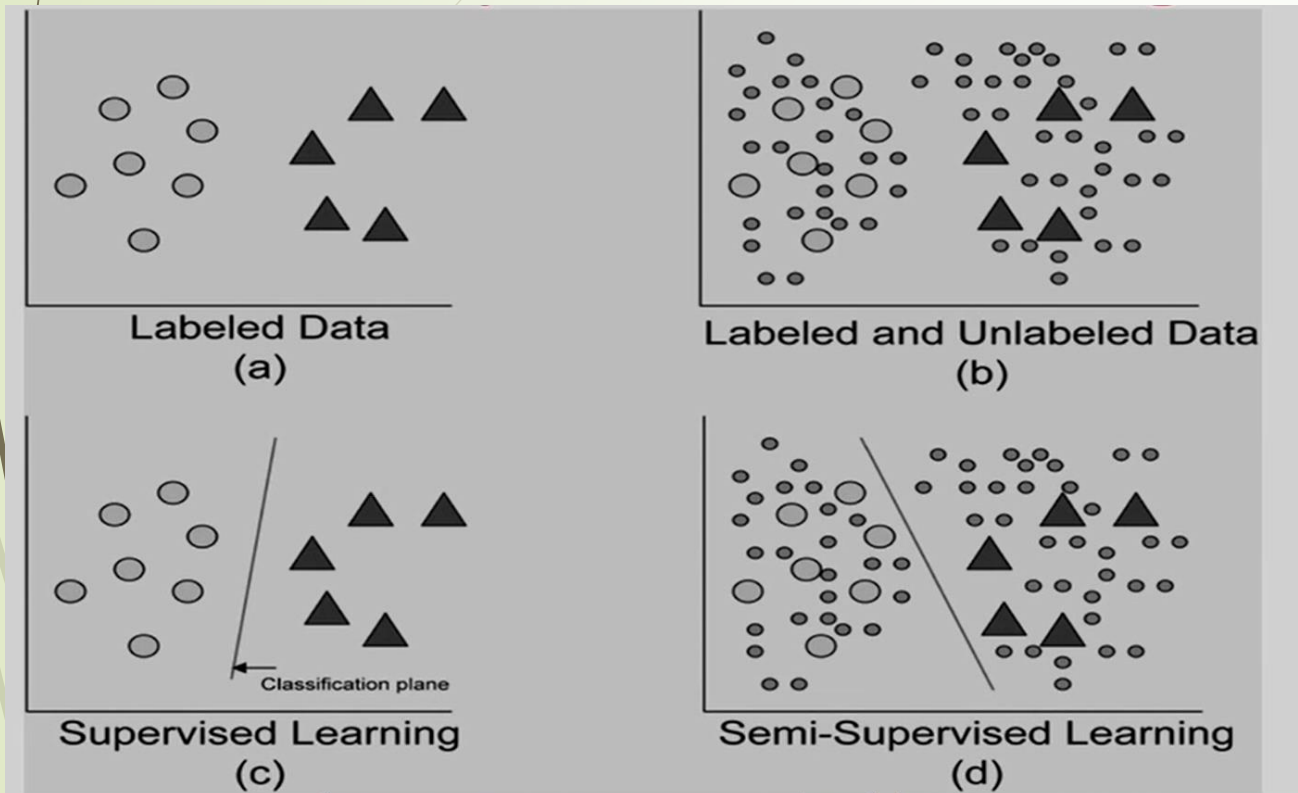 Labeled Data
(a)
Labeled and Unlabeled Data
(b)
Classification plane
Supervised Learning
(c)
Semi-Supervised Learning
(d)